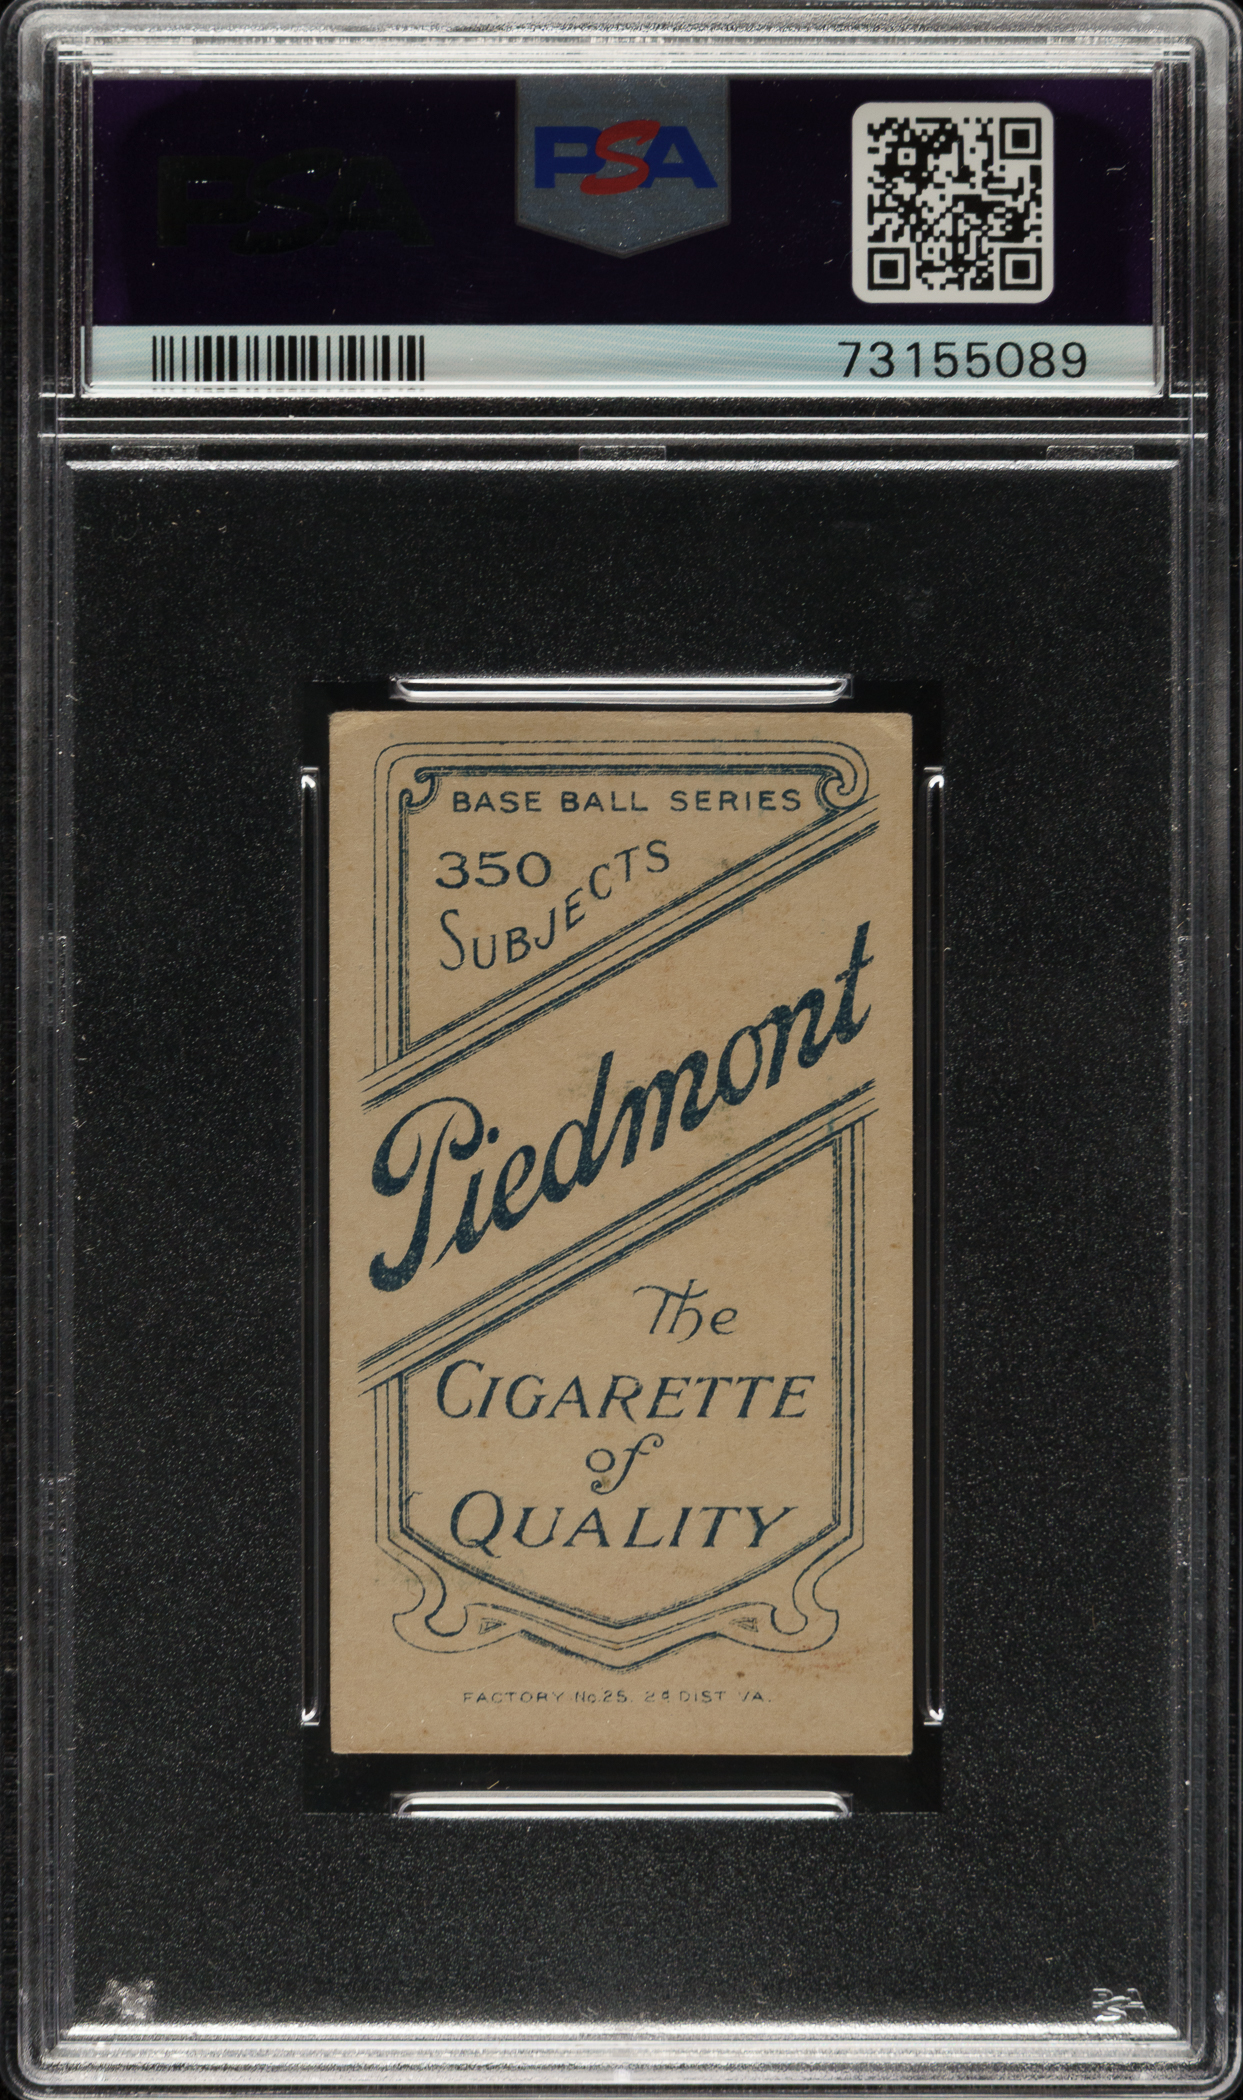 PSA
PSA
73155089
BASE BALL SERIES
350
SUBJECTS
Piedmont
The
CIGARETTE
of
QUALITY
FACTORY No. 25. 2d DIST VA.
PSA